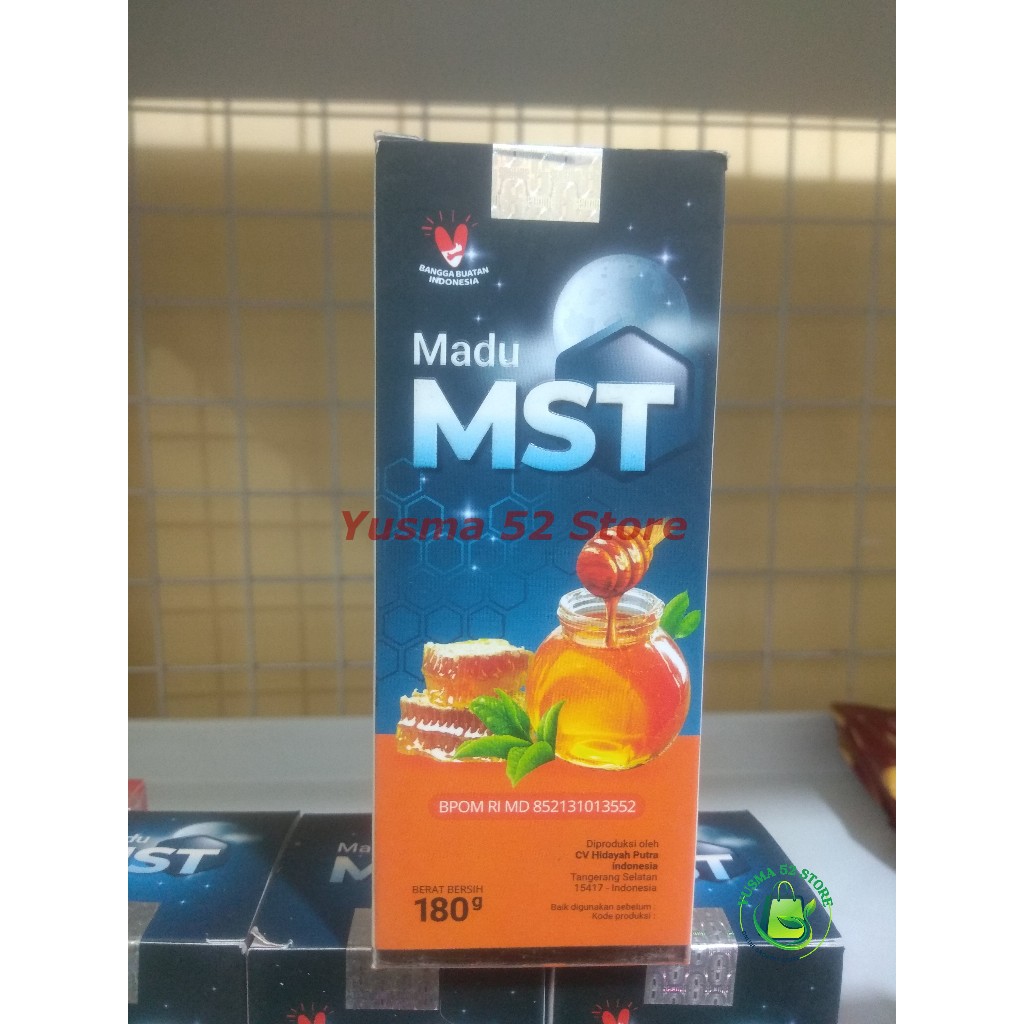 BANGGA BUATAN
INDONESIA
Madu
MST
Yusma 52 Store
BPOM RI MD 852131013552
Diproduksi oleh
CV Hidayah Putra
indonesia
Tangerang Selatan
15417 - Indonesia
BERAT BERSIH
180g
Baik digunakan sebelum :
Kode produksi :
MST
YUSMA 52 STORE